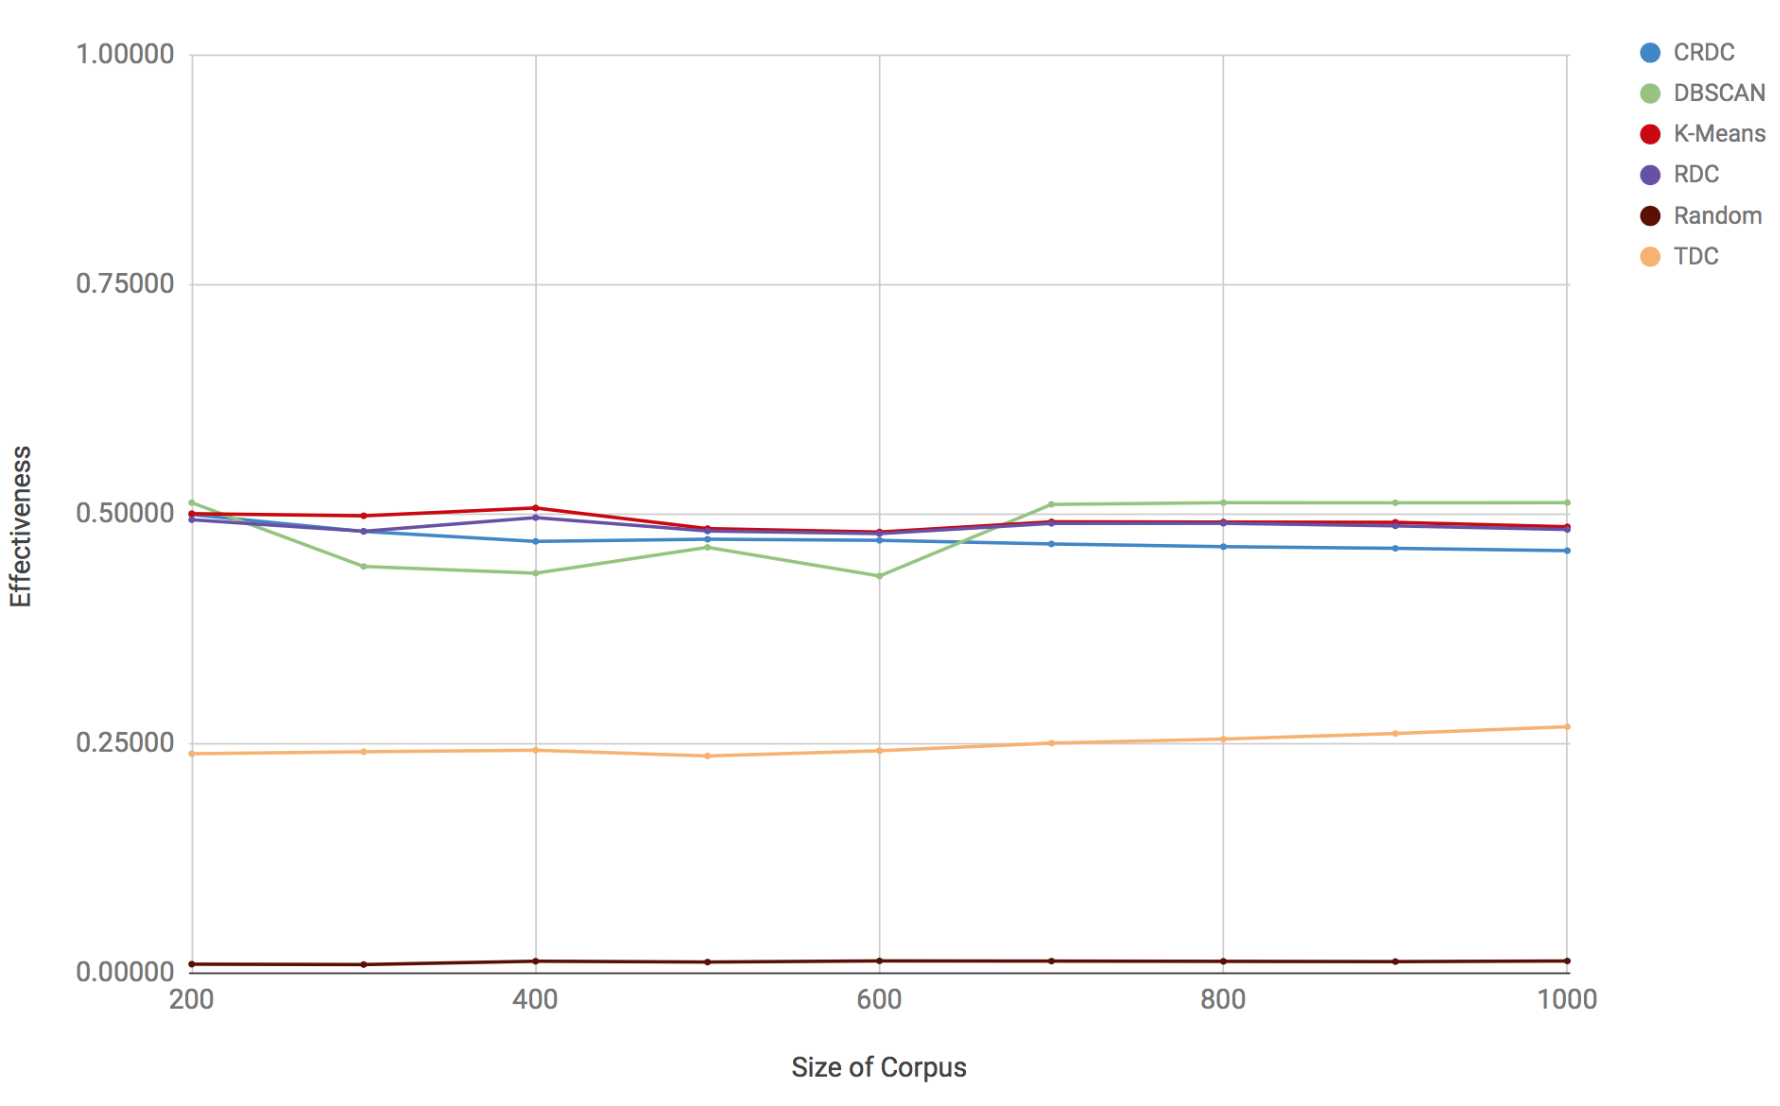 1.00000
0.75000
0.50000
0.25000
0.00000
Effectiveness
200 400 600 800 1000
Size of Corpus
CRDC
DBSCAN
K-Means
RDC
Random
TDC